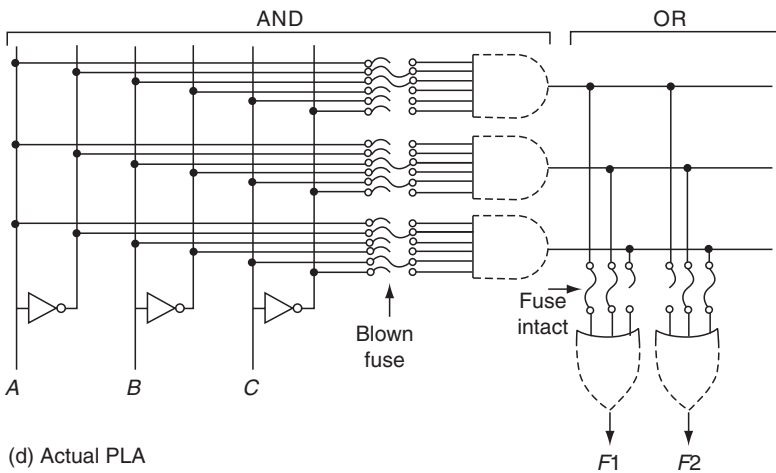 AND
OR
Fuse
intact
Blown
fuse
A
B
C
(d) Actual PLA
F1
F2